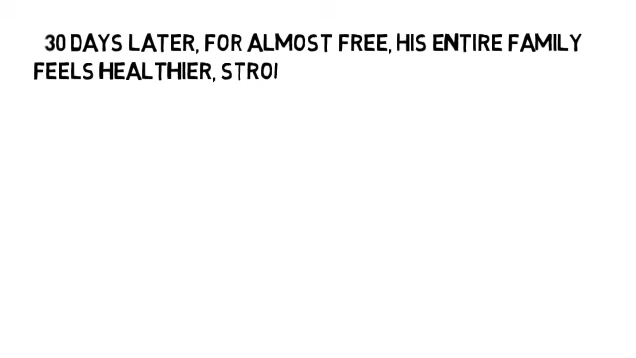 30 DAYS LATER, FOR ALMOST FREE, HIS ENTIRE FAMILY
FEELS HEALTHIER,